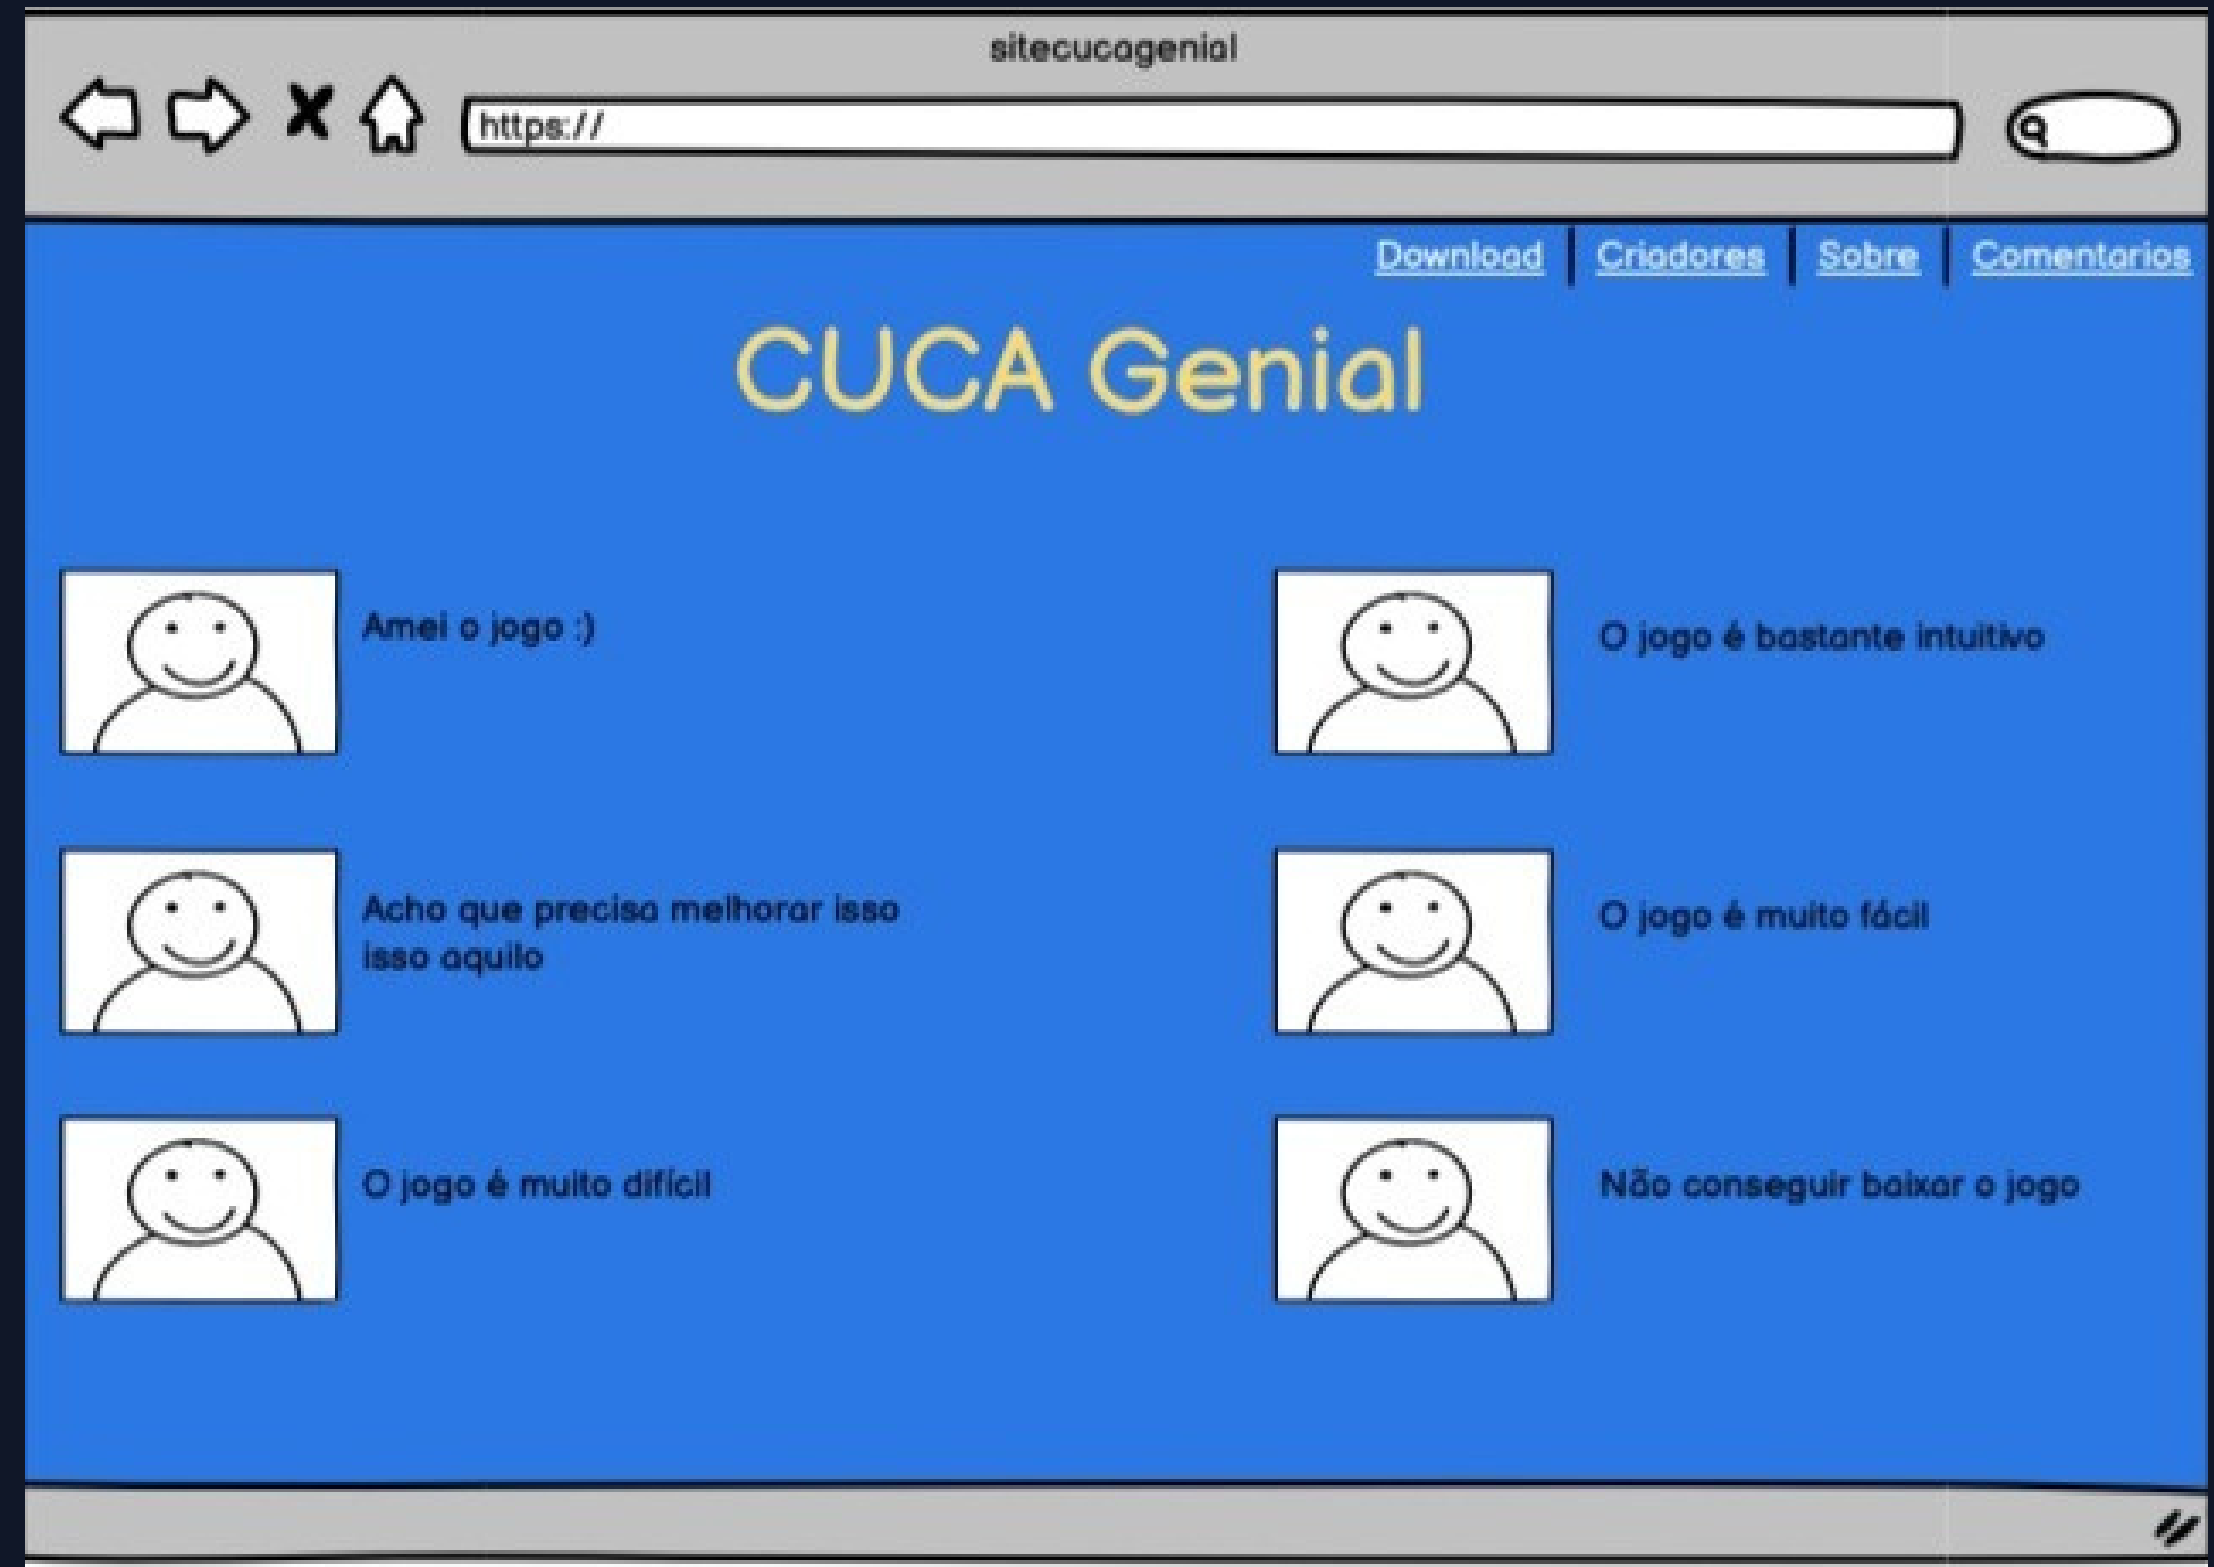 sitecucagenial
https://
Download Criadores Sobre Comentarios
CUCA Genial
Amei o jogo :)
O jogo é bastante intuitivo
Acho que precisa melhorar isso
isso aquilo
O jogo é muito fácil
O jogo é muito difícil
Não conseguir baixar o jogo